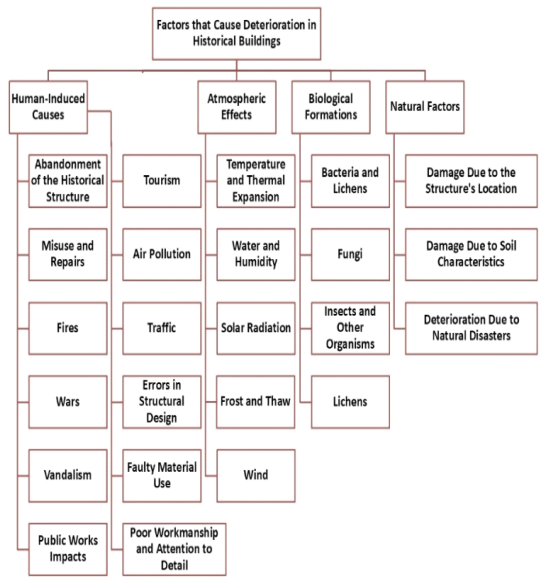 Factors that Cause Deterioration in
Historical Buildings
Human-Induced
Causes
Atmospheric
Effects
Biological
Formations
Natural Factors
Abandonment
of the Historical
Structure
Tourism
Temperature
and Thermal
Expansion
Bacteria and
Lichens
Damage Due to the
Structure's Location
Misuse and
Repairs
Air Pollution
Water and
Humidity
Fungi
Damage Due to Soil
Characteristics
Fires
Traffic
Solar Radiation
Insects and
Other
Organisms
Deterioration Due to
Natural Disasters
Wars
Errors in
Structural
Design
Frost and Thaw
Lichens
Vandalism
Faulty Material
Use
Wind
Public Works
Impacts
Poor Workmanship
and Attention to
Detail